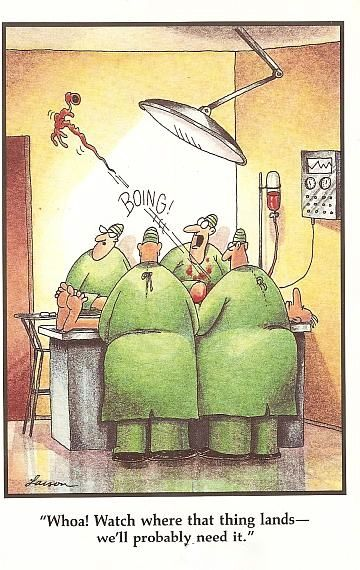 BOING!
Larson
"Whoa! Watch where that thing lands—
we'll probably need it."